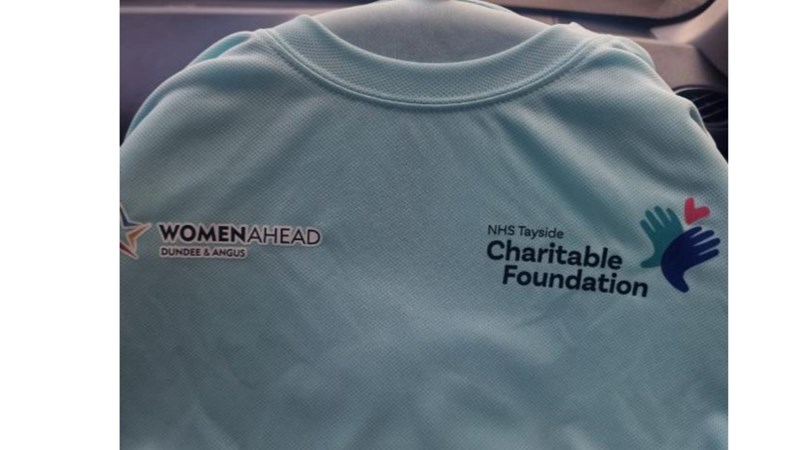 WOMENAHEAD
DUNDEE & ANGUS
NHS Tayside
Charitable
Foundation